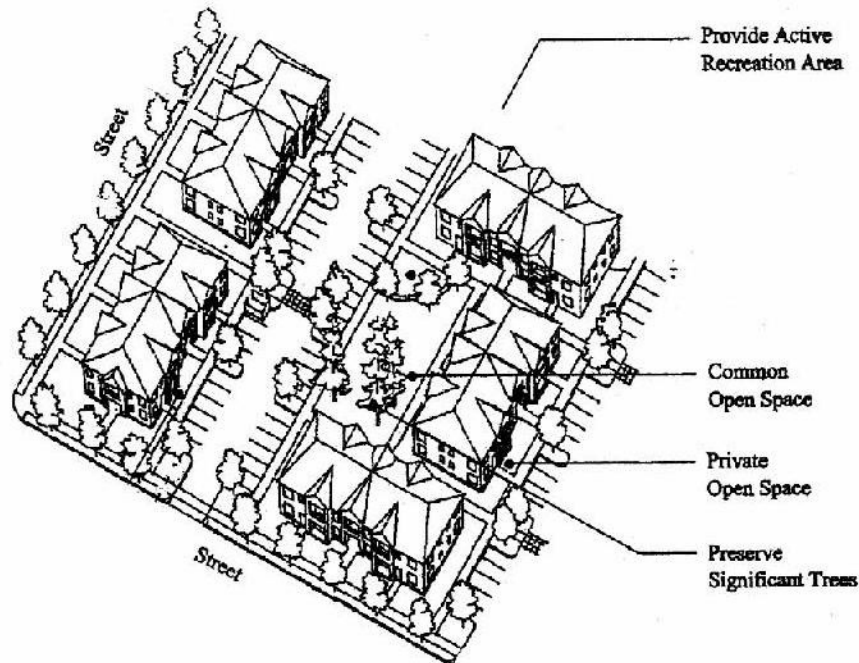 Provide Active
Recreation Area
Street
Common
Open Space
Private
Open Space
Preserve
Significant Trees
Street